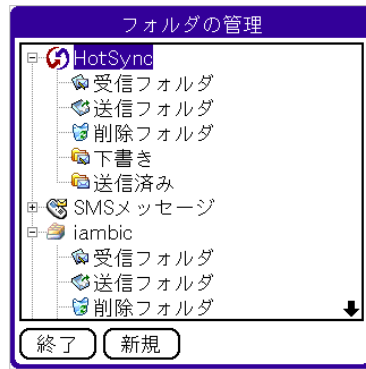 フォルダの管理
HotSync
受信フォルダ
送信フォルダ
削除フォルダ
下書き
送信済み
SMSメッセージ
iambic
受信フォルダ
送信フォルダ
削除フォルダ
終了 新規